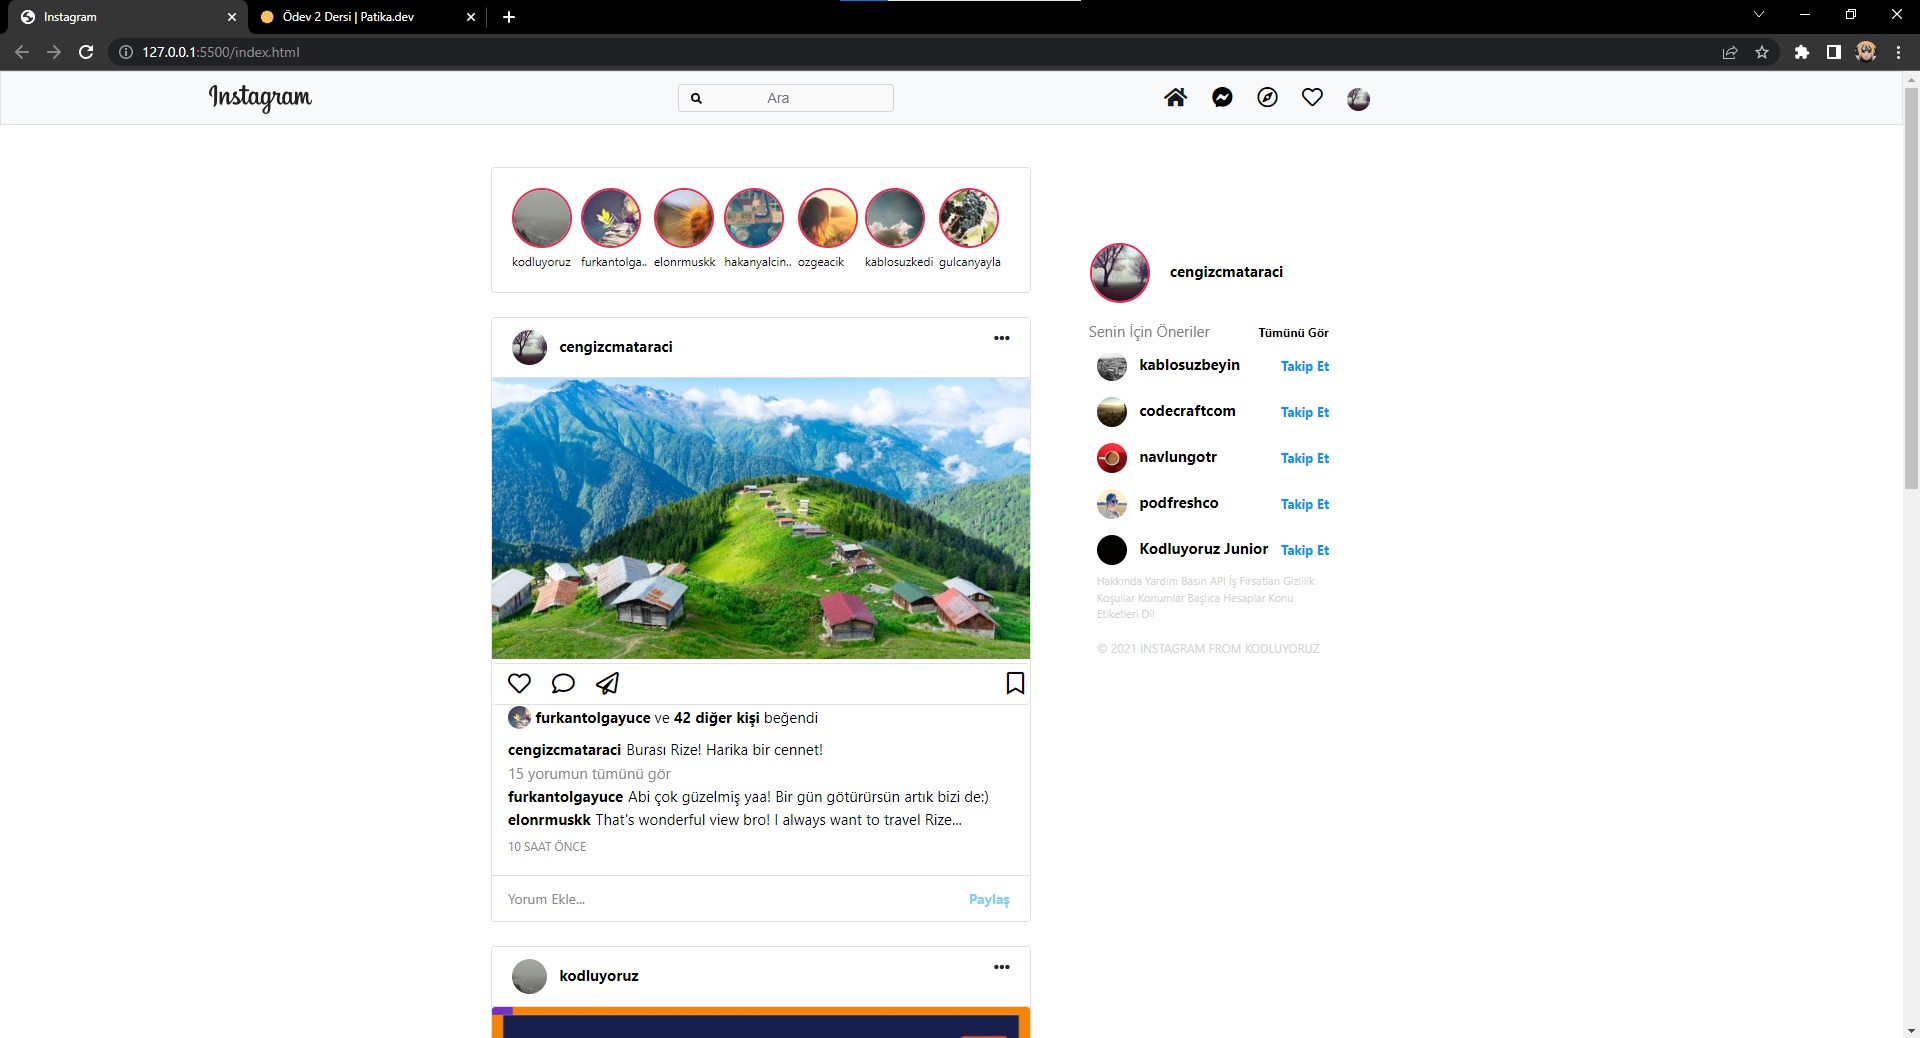 Instagram
Ödev 2 Dersi | Patika.dev
127.0.0.1:5500/index.html
Instagram
Ara
kodluyoruz furkantolga.. elonrmuskk hakanyalcin.. ozgeacik kablosuzkedi gulcanyayla
cengizcmataraci
cengizcmataraci
Senin İçin Öneriler Tümünü Gör
kablosuzbeyin Takip Et
codecraftcom Takip Et
navlungotr Takip Et
podfreshco Takip Et
Kodluyoruz Junior Takip Et
Hakkında Yardım Basın API İş Fırsatları Gizlilik
Koşullar Konumlar Başlıca Hesaplar Konu
Etiketleri Dil
© 2021 INSTAGRAM FROM KODLUYORUZ
furkantolgayuce ve 42 diğer kişi beğendi
cengizcmataraci Burası Rize! Harika bir cennet!
15 yorumun tümünü gör
furkantolgayuce Abi çok güzelmiş yaa! Bir gün götürürsün artık bizi de:)
elonrmuskk That's wonderful view bro! I always want to travel Rize...
10 SAAT ÖNCE
Yorum Ekle... Paylaş
kodluyoruz